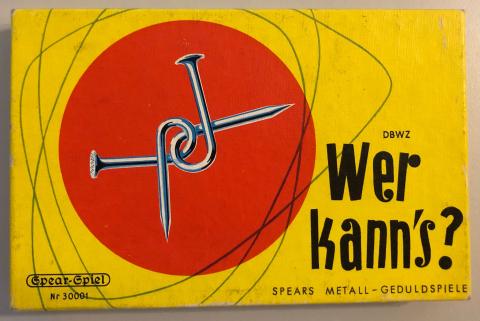 DBWZ
Wer
kann's?
Spear-Spiel
Nr 30001
SPEARS METALL-GEDULDSPIELE